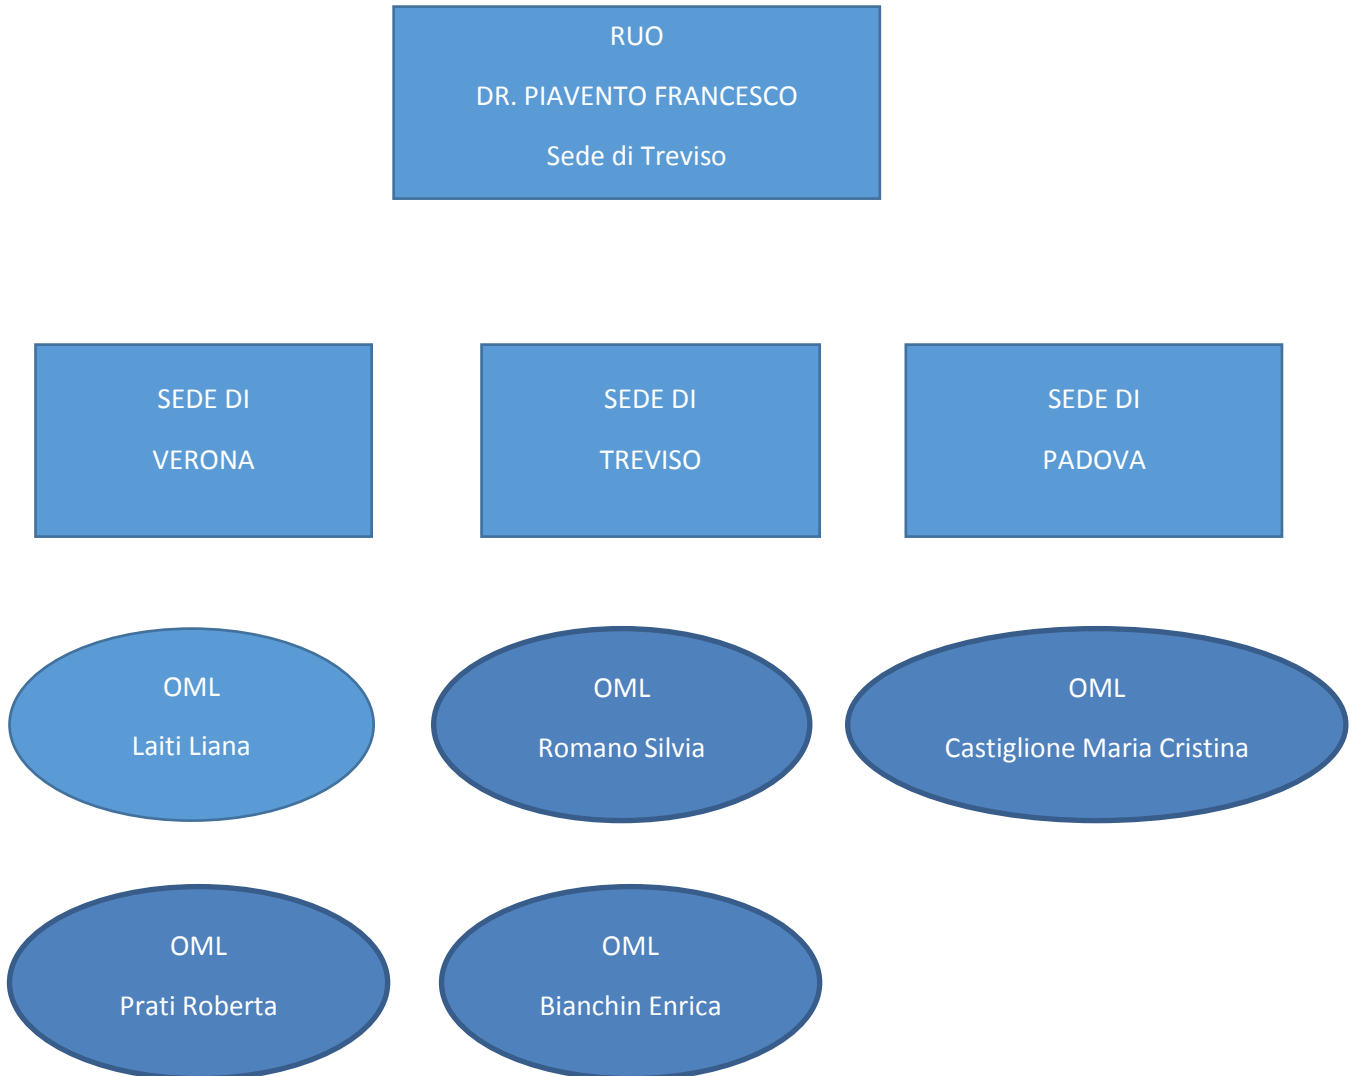 RUO
DR. PIAVENTO FRANCESCO
Sede di Treviso
SEDE DI
VERONA
SEDE DI
TREVISO
SEDE DI
PADOVA
OML
Laiti Liana
OML
Romano Silvia
OML
Castiglione Maria Cristina
OML
Prati Roberta
OML
Bianchin Enrica